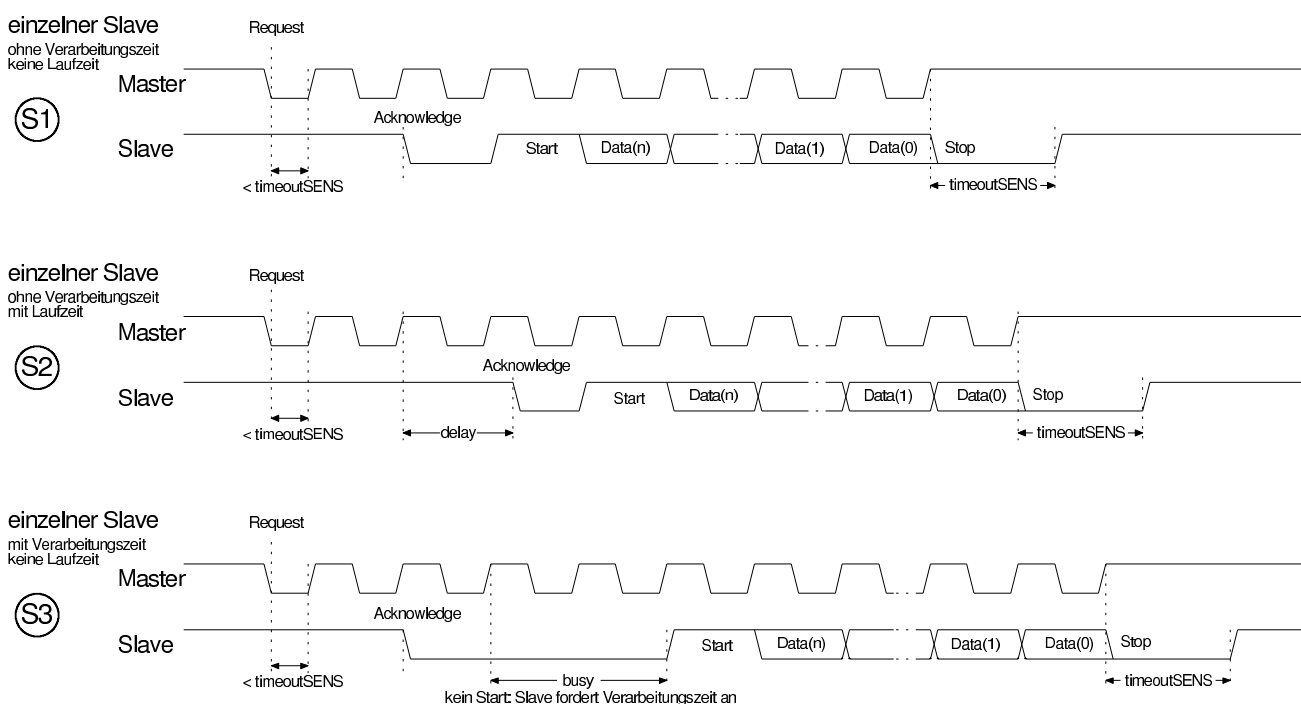 einzelner Slave
ohne Verarbeitungszeit
keine Laufzeit
Request
Master
S1
Acknowledge
Slave
Start
Data(n)
Data(1)
Data(0)
Stop
< timeoutSENS
timeoutSENS
einzelner Slave
ohne Verarbeitungszeit
mit Laufzeit
Request
Master
S2
Acknowledge
Slave
Start
Data(n)
Data(1)
Data(0)
Stop
< timeoutSENS
delay
timeoutSENS
einzelner Slave
mit Verarbeitungszeit
keine Laufzeit
Request
Master
S3
Acknowledge
Slave
Start
Data(n)
Data(1)
Data(0)
Stop
< timeoutSENS
busy
timeoutSENS
kein Start: Slave fordert Verarbeitungszeit an